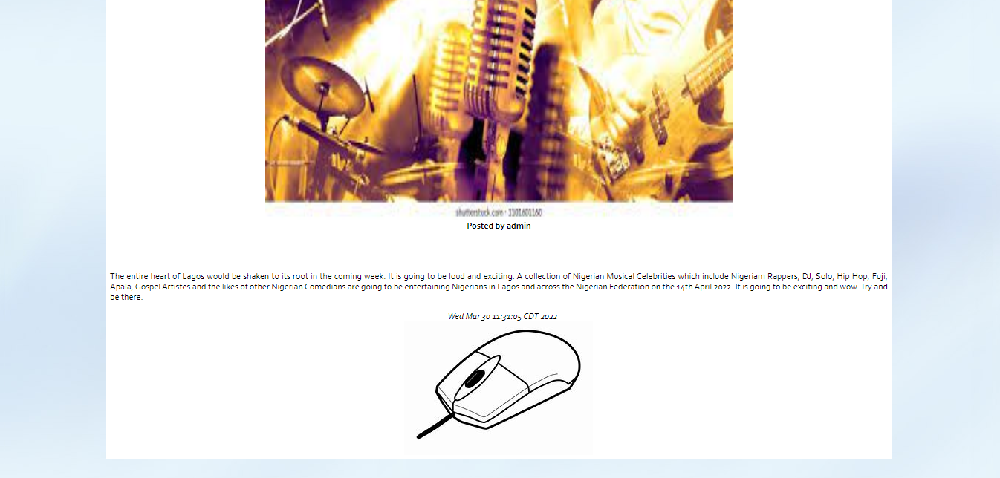 shutterstock.com · 1101601160
Posted by admin
The entire heart of Lagos would be shaken to its root in the coming week. It is going to be loud and exciting. A collection of Nigerian Musical Celebrities which include Nigeriam Rappers, DJ, Solo, Hip Hop, Fuji,
Apala, Gospel Artistes and the likes of other Nigerian Comedians are going to be entertaining Nigerians in Lagos and across the Nigerian Federation on the 14th April 2022. It is going to be exciting and wow. Try and
be there.
Wed Mar 30 11:31:05 CDT 2022